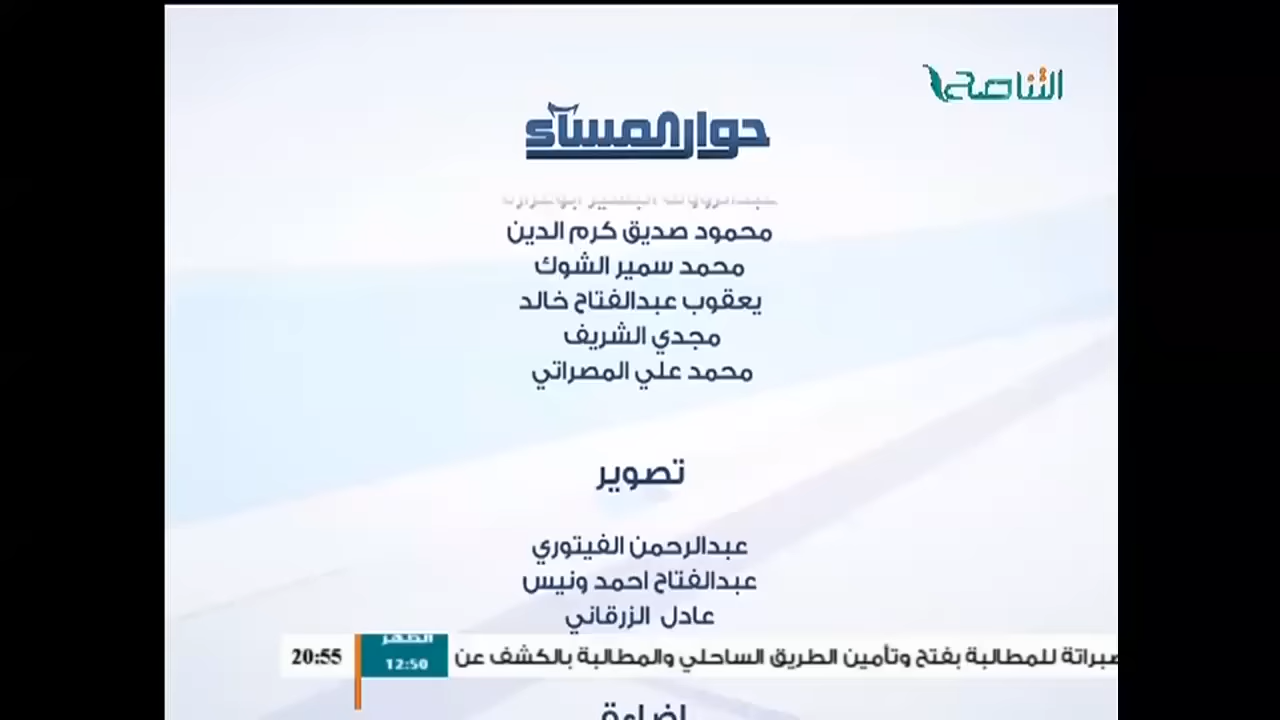 التناصح
حوار المساء
محمود صديق كرم الدين
محمد سمير الشوك
يعقوب عبدالفتاح خالد
مجدي الشريف
محمد علي المصراتي
تصوير
عبدالرحمن الفيتوري
عبدالفتاح احمد ونيس
عادل الزرقاني
صبراتة للمطالبة بفتح وتأمين الطريق الساحلي والمطالبة بالكشف عن
الظهر
12:50
20:55
إضاءة